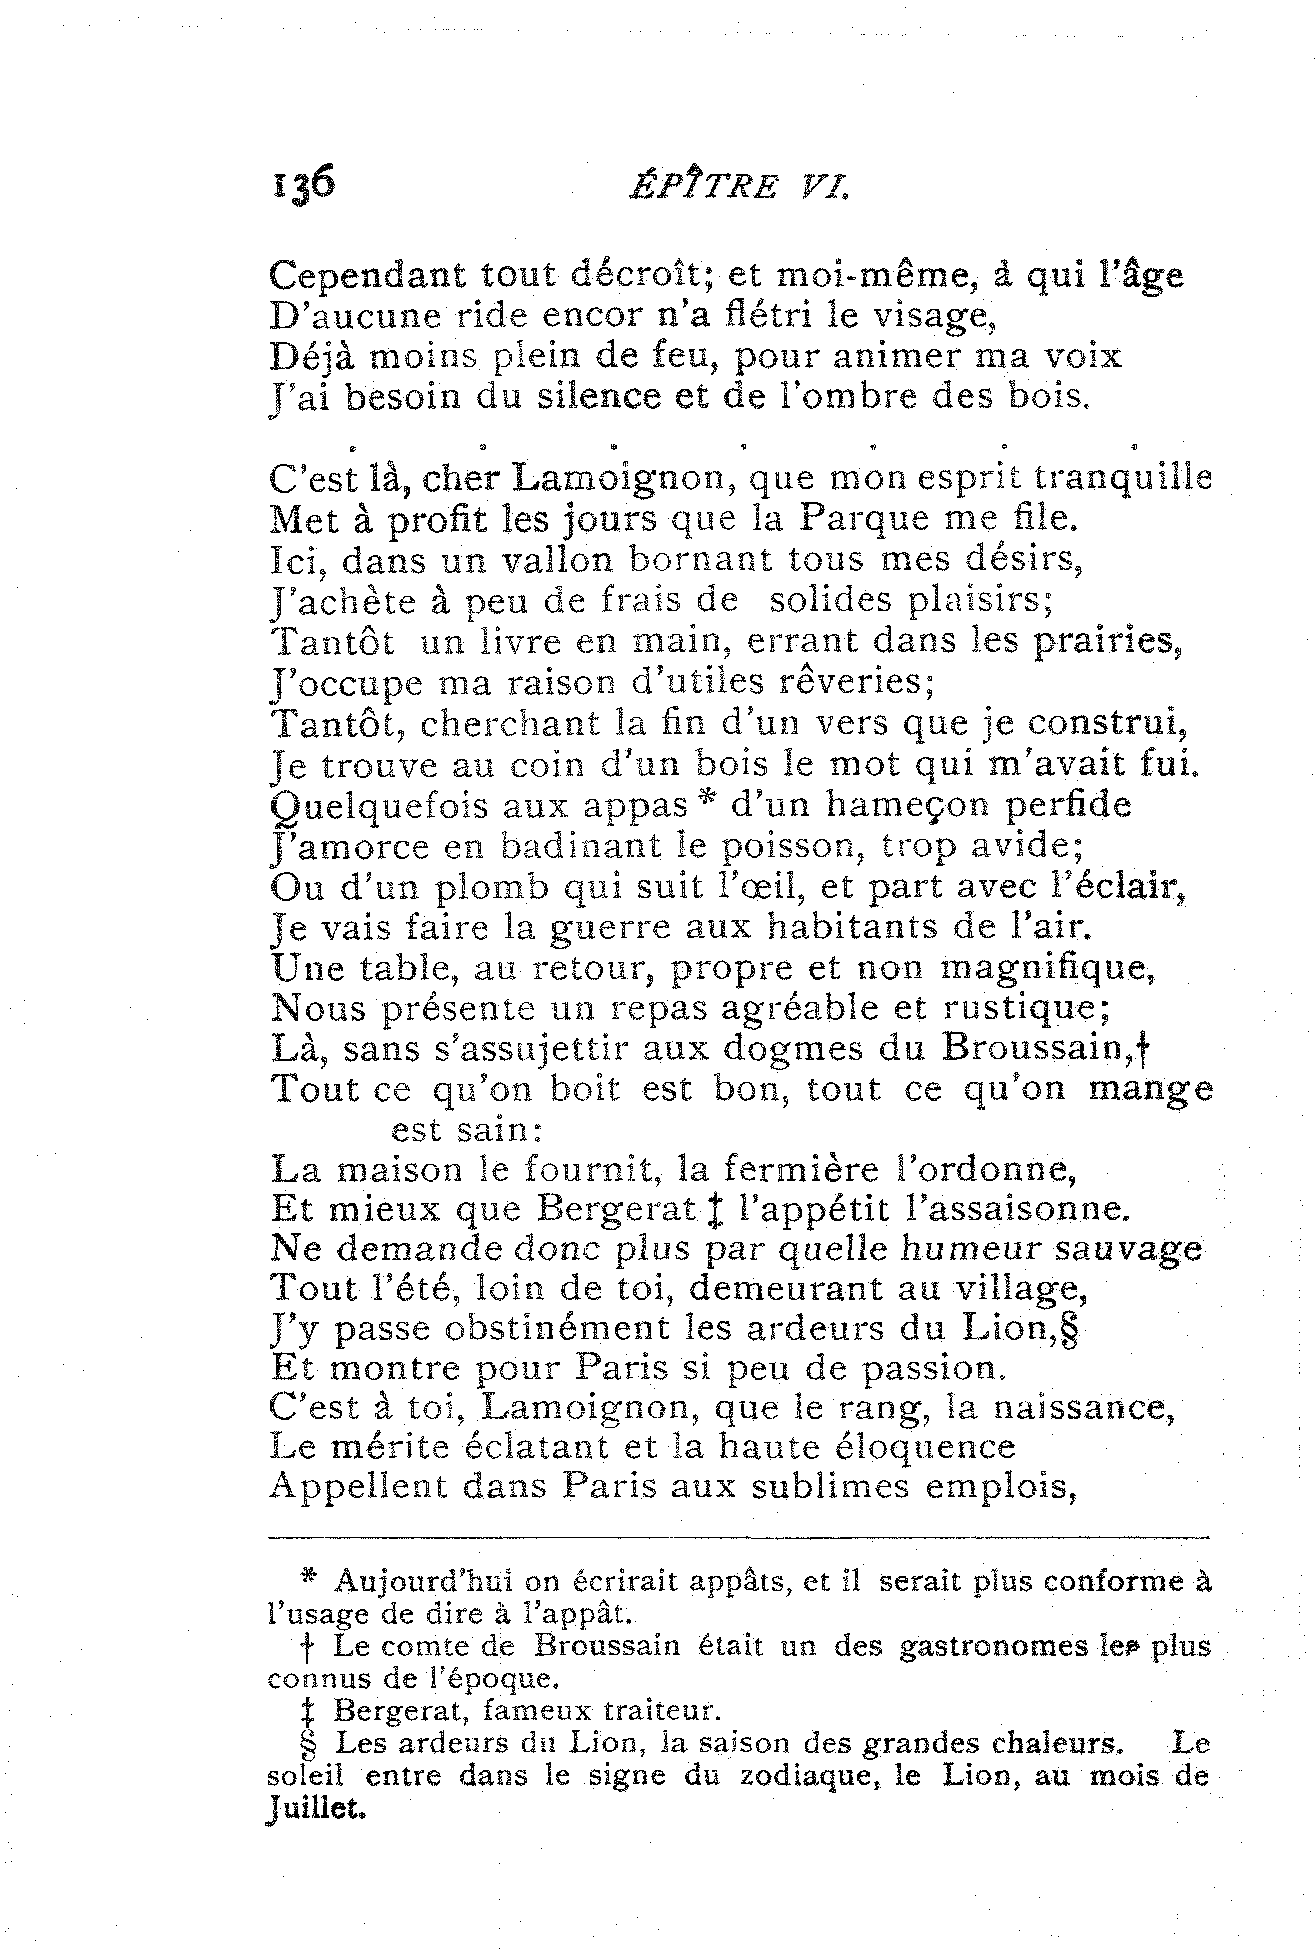 136 ÉPÎTRE VI.
Cependant tout décroît; et moi-même, à qui l'âge
D'aucune ride encor n'a flétri le visage,
Déjà moins plein de feu, pour animer ma voix
J'ai besoin du silence et de l'ombre des bois.
. . . . . . .
C'est là, cher Lamoignon, que mon esprit tranquille
Met à profit les jours que la Parque me file.
Ici, dans un vallon bornant tous mes désirs,
J'achète à peu de frais de solides plaisirs;
Tantôt un livre en main, errant dans les prairies,
J'occupe ma raison d'utiles rêveries;
Tantôt, cherchant la fin d'un vers que je construi,
Je trouve au coin d'un bois le mot qui m'avait fui.
Quelquefois aux appas * d'un hameçon perfide
J'amorce en badinant le poisson, trop avide;
Ou d'un plomb qui suit l'œil, et part avec l'éclair,
Je vais faire la guerre aux habitants de l'air.
Une table, au retour, propre et non magnifique,
Nous présente un repas agréable et rustique;
Là, sans s'assujettir aux dogmes du Broussain,†
Tout ce qu'on boit est bon, tout ce qu'on mange
est sain:
La maison le fournit, la fermière l'ordonne,
Et mieux que Bergerat ‡ l'appétit l'assaisonne.
Ne demande donc plus par quelle humeur sauvage
Tout l'été, loin de toi, demeurant au village,
J'y passe obstinément les ardeurs du Lion,§
Et montre pour Paris si peu de passion.
C'est à toi, Lamoignon, que le rang, la naissance,
Le mérite éclatant et la haute éloquence
Appellent dans Paris aux sublimes emplois,
* Aujourd'hui on écrirait appâts, et il serait plus conforme à
l'usage de dire à l'appât.
† Le comte de Broussain était un des gastronomes les plus
connus de l'époque.
‡ Bergerat, fameux traiteur.
§ Les ardeurs du Lion, la saison des grandes chaleurs. Le
soleil entre dans le signe du zodiaque, le Lion, au mois de
Juillet.